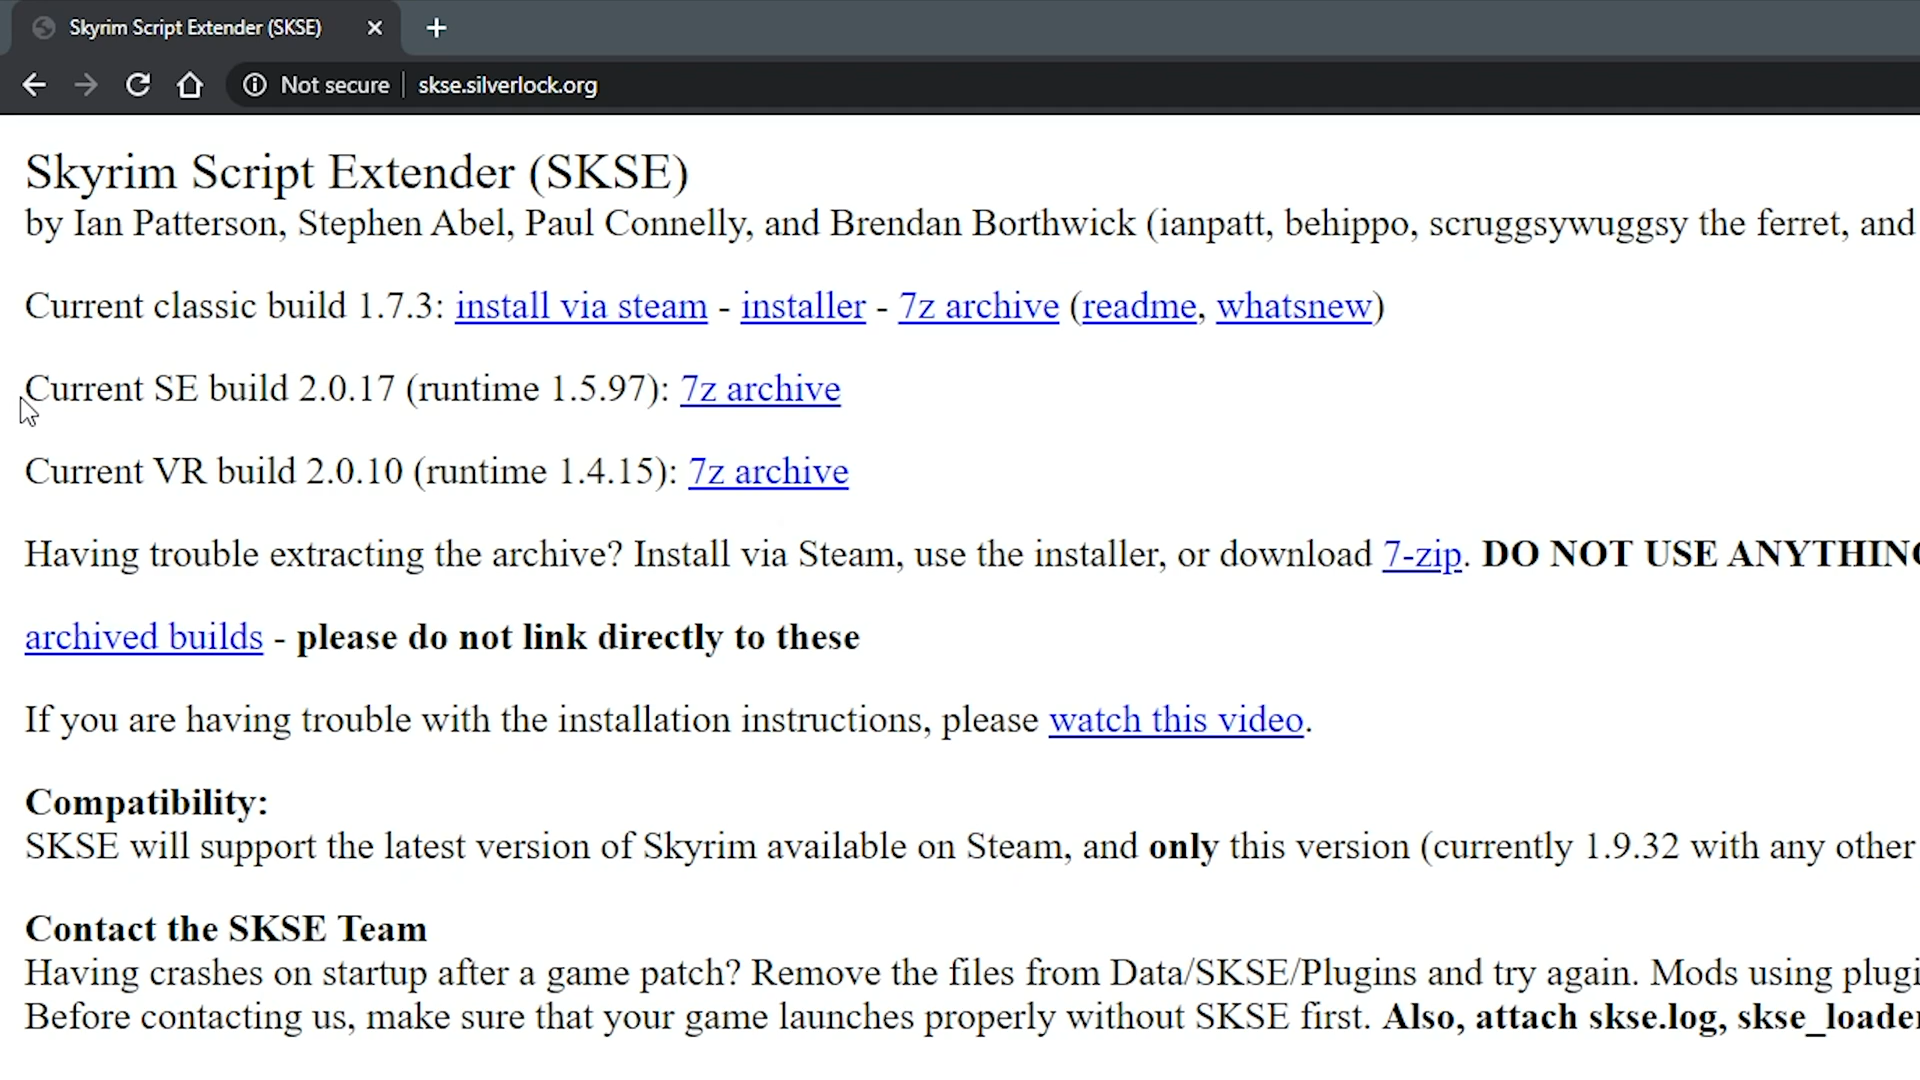 Skyrim Script Extender (SKSE)
Not secure
skse.silverlock.org
Skyrim Script Extender (SKSE)
by Ian Patterson, Stephen Abel, Paul Connelly, and Brendan Borthwick (ianpatt, behippo, scruggsywuggsy the ferret, and
Current classic build 1.7.3: install via steam - installer - 7z archive (readme, whatsnew)
Current SE build 2.0.17 (runtime 1.5.97): 7z archive
Current VR build 2.0.10 (runtime 1.4.15): 7z archive
Having trouble extracting the archive? Install via Steam, use the installer, or download 7-zip. DO NOT USE ANYTHING
archived builds - please do not link directly to these
If you are having trouble with the installation instructions, please watch this video.
Compatibility:
SKSE will support the latest version of Skyrim available on Steam, and only this version (currently 1.9.32 with any other
Contact the SKSE Team
Having crashes on startup after a game patch? Remove the files from Data/SKSE/Plugins and try again. Mods using plugi
Before contacting us, make sure that your game launches properly without SKSE first. Also, attach skse.log, skse_loader